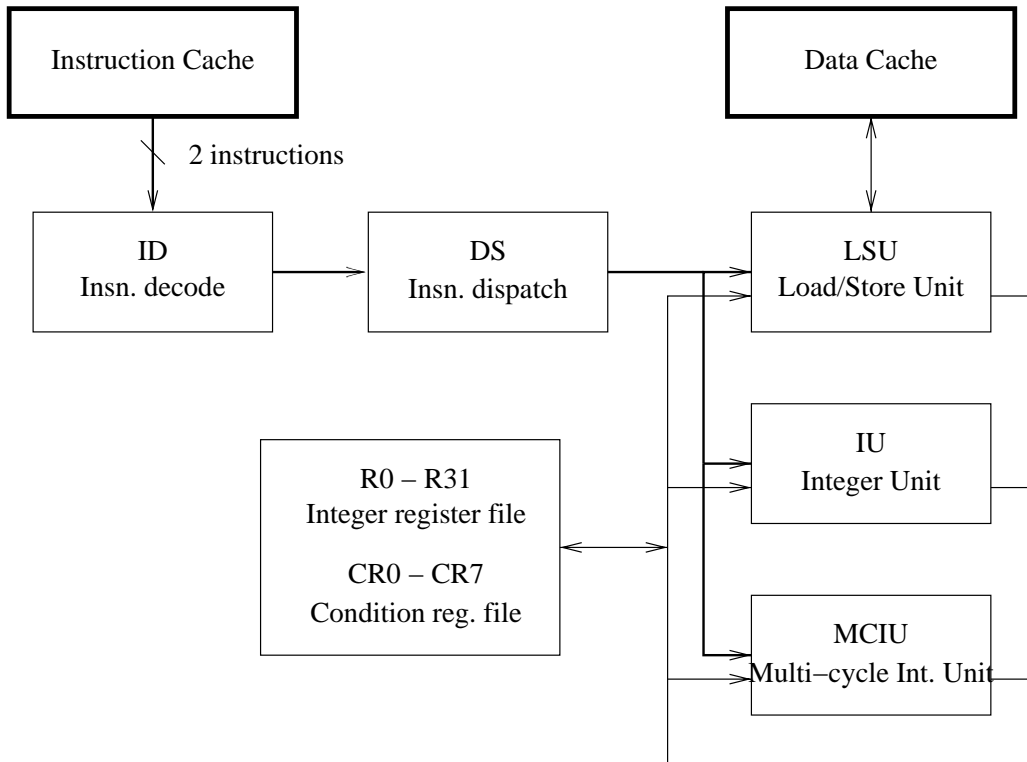 Instruction Cache
Data Cache
2 instructions
ID
Insn. decode
DS
Insn. dispatch
LSU
Load/Store Unit
R0 – R31
Integer register file
CR0 – CR7
Condition reg. file
IU
Integer Unit
MCIU
Multi–cycle Int. Unit